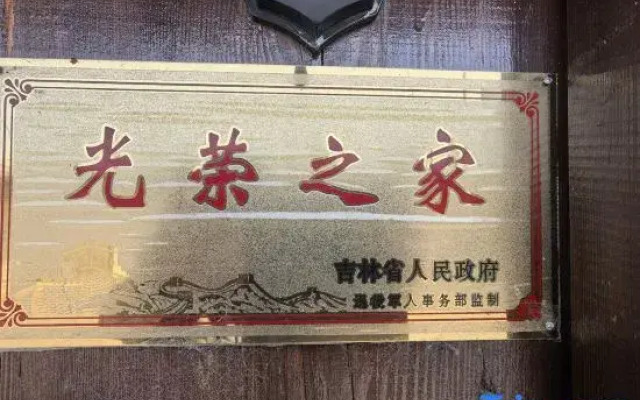 光荣之家
吉林省人民政府
退役军人事务部监制